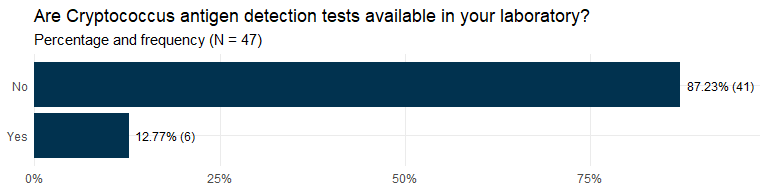 Are Cryptococcus antigen detection tests available in your laboratory?
Percentage and frequency (N = 47)
No
87.23% (41)
Yes
12.77% (6)
0%
25%
50%
75%